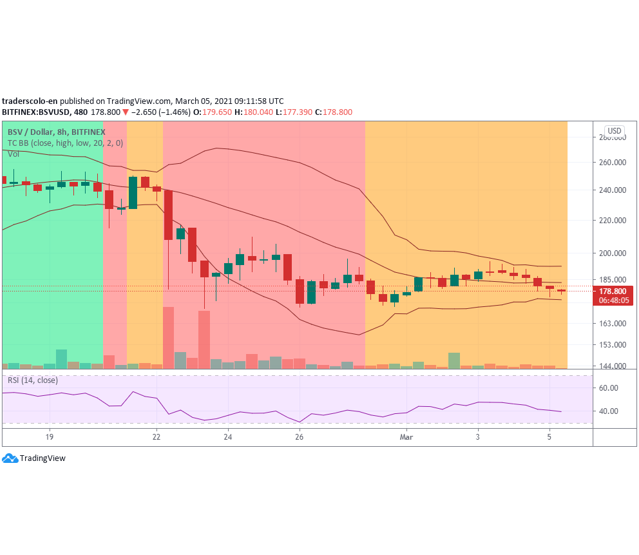 traderscolo-en published on TradingView.com, March 05, 2021 09:11:58 UTC
BITFINEX:BSVUSD, 480 178.800 ▼ −2.650 (−1.46%) O:179.650 H:180.040 L:177.390 C:178.800
BSV / Dollar, 8h, BITFINEX
USD
TC BB (close, high, low, 20, 2, 0)
Vol
260.000
240.000
220.000
200.000
185.000
178.800
06:48:05
163.000
153.000
144.000
RSI (14, close)
60.00
40.00
19 22 24 26 Mar 3 5
TradingView